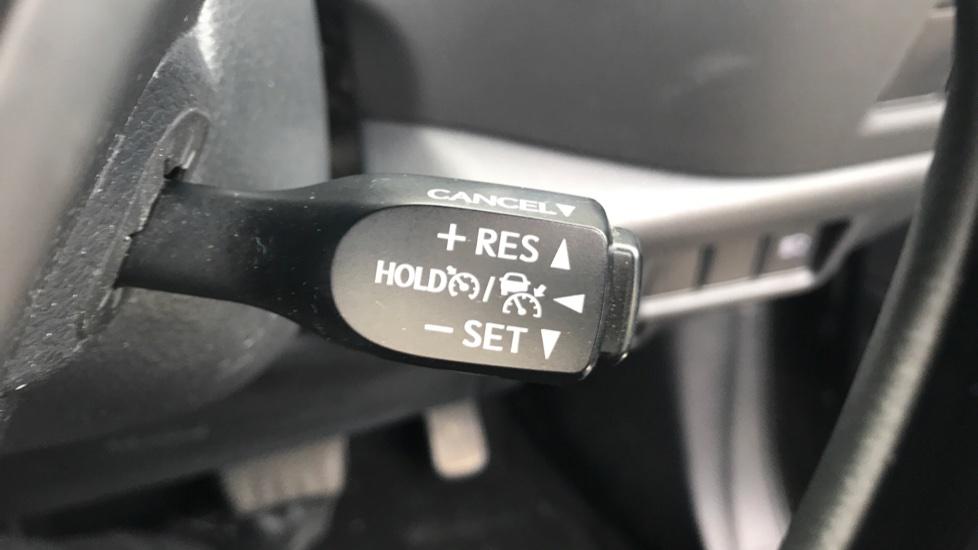 CANCEL▼
+ RES ▲
HOLD / ◀
− SET ▼